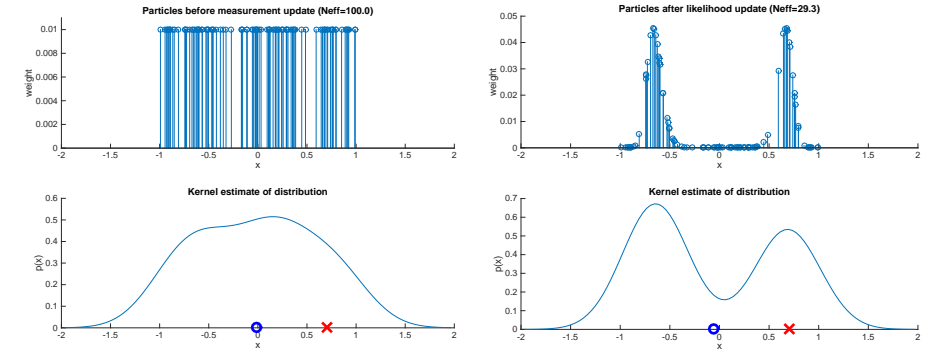 Particles before measurement update (Neff=100.0)
0.01
0.008
0.006
0.004
0.002
0
weight
-2 -1.5 -1 -0.5 0 0.5 1 1.5 2
x
Particles after likelihood update (Neff=29.3)
0.05
0.04
0.03
0.02
0.01
0
weight
-2 -1.5 -1 -0.5 0 0.5 1 1.5 2
x
Kernel estimate of distribution
0.6
0.5
0.4
0.3
0.2
0.1
0
p(x)
-2 -1.5 -1 -0.5 0 0.5 1 1.5 2
x
Kernel estimate of distribution
0.7
0.6
0.5
0.4
0.3
0.2
0.1
0
p(x)
-2 -1.5 -1 -0.5 0 0.5 1 1.5 2
x